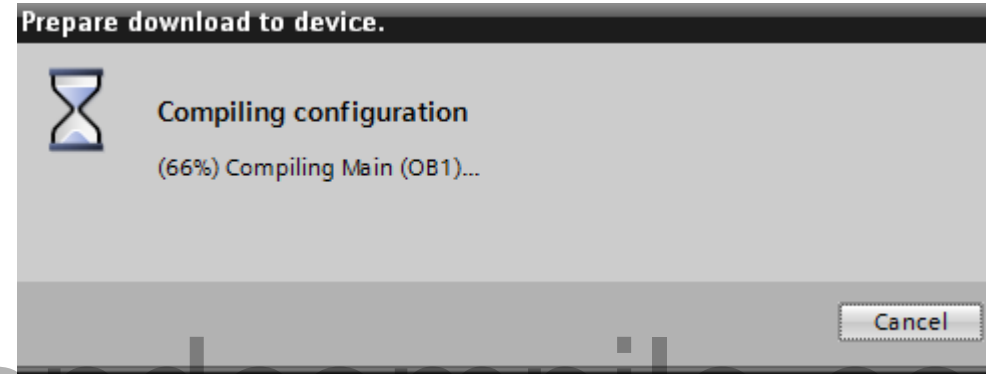 Prepare download to device.
Compiling configuration
(66%) Compiling Main (OB1)...
Cancel